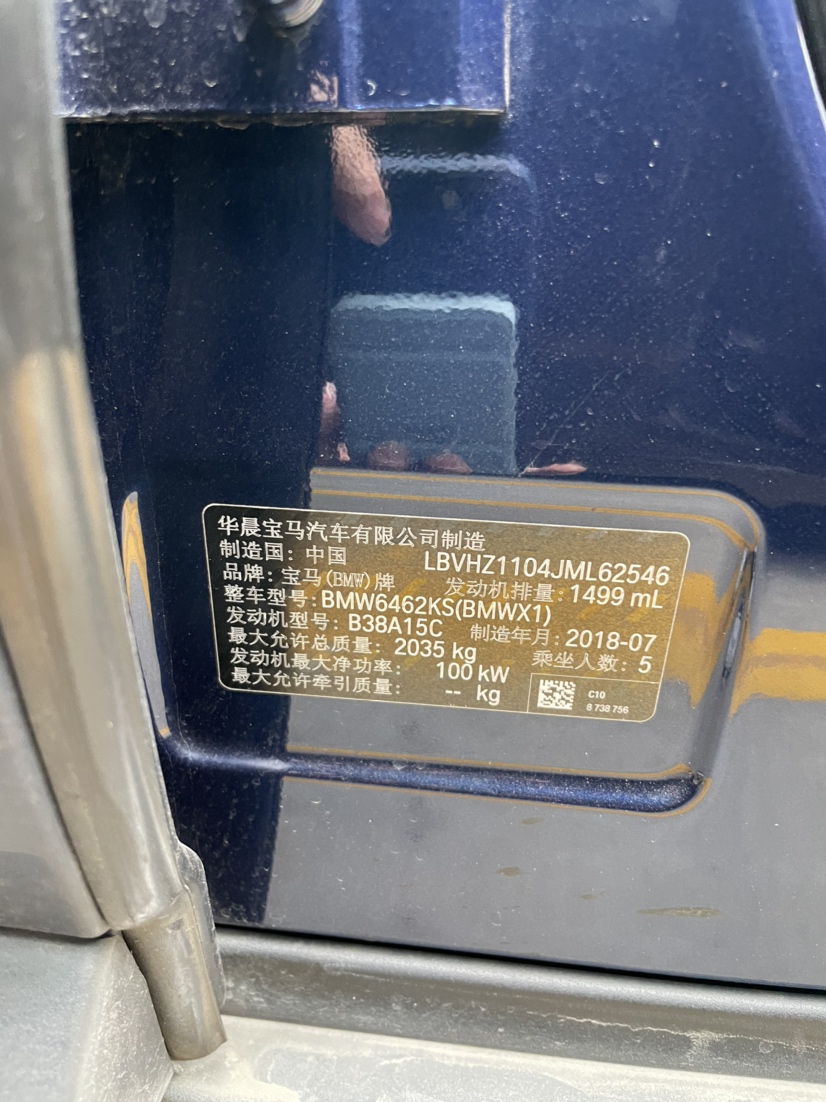 华晨宝马汽车有限公司制造
制造国: 中国 LBVHZ1104JML62546
品牌: 宝马(BMW)牌 发动机排量: 1499 mL
整车型号: BMW6462KS(BMWX1)
发动机型号: B38A15C 制造年月: 2018-07
最大允许总质量: 2035 kg 乘坐人数: 5
发动机最大净功率: 100 kW
最大允许牵引质量: -- kg
C10
8 738 756